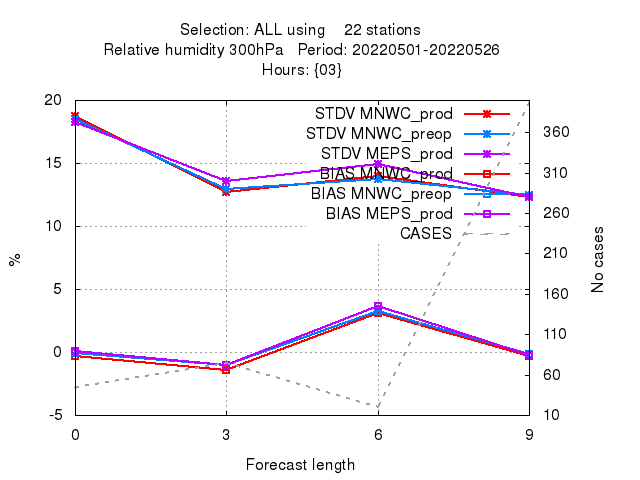 Selection: ALL using    22 stations
Relative humidity 300hPa   Period: 20220501-20220526
Hours: {03}
20
15
10
5
0
-5
%
STDV MNWC_prod
STDV MNWC_preop
STDV MEPS_prod
BIAS MNWC_prod
BIAS MNWC_preop
BIAS MEPS_prod
CASES
360
310
260
210
160
110
60
10
No cases
0 3 6 9
Forecast length